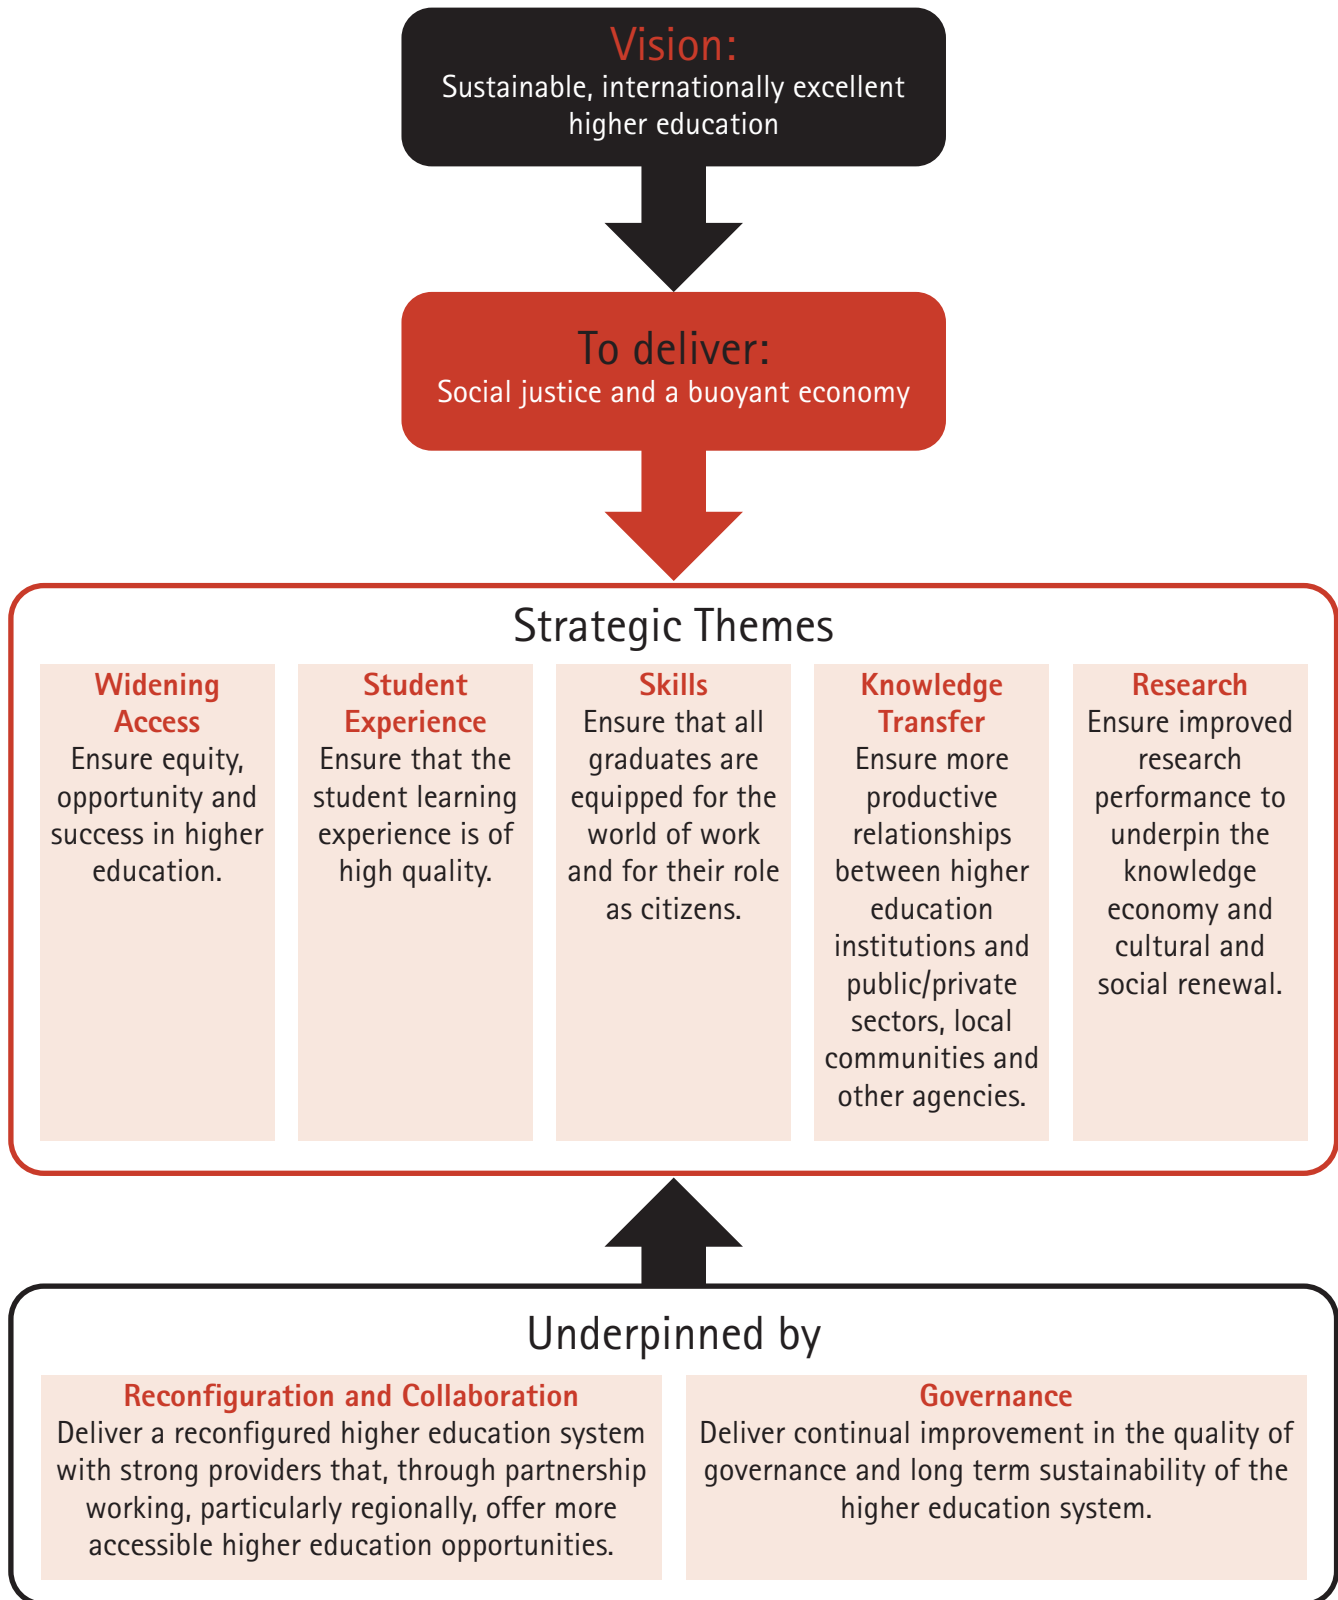 Vision:
Sustainable, internationally excellent
higher education
To deliver:
Social justice and a buoyant economy
Strategic Themes
Widening
Access
Ensure equity,
opportunity and
success in higher
education.
Student
Experience
Ensure that the
student learning
experience is of
high quality.
Skills
Ensure that all
graduates are
equipped for the
world of work
and for their role
as citizens.
Knowledge
Transfer
Ensure more
productive
relationships
between higher
education
institutions and
public/private
sectors, local
communities and
other agencies.
Research
Ensure improved
research
performance to
underpin the
knowledge
economy and
cultural and
social renewal.
Underpinned by
Reconfiguration and Collaboration
Deliver a reconfigured higher education system
with strong providers that, through partnership
working, particularly regionally, offer more
accessible higher education opportunities.
Governance
Deliver continual improvement in the quality of
governance and long term sustainability of the
higher education system.